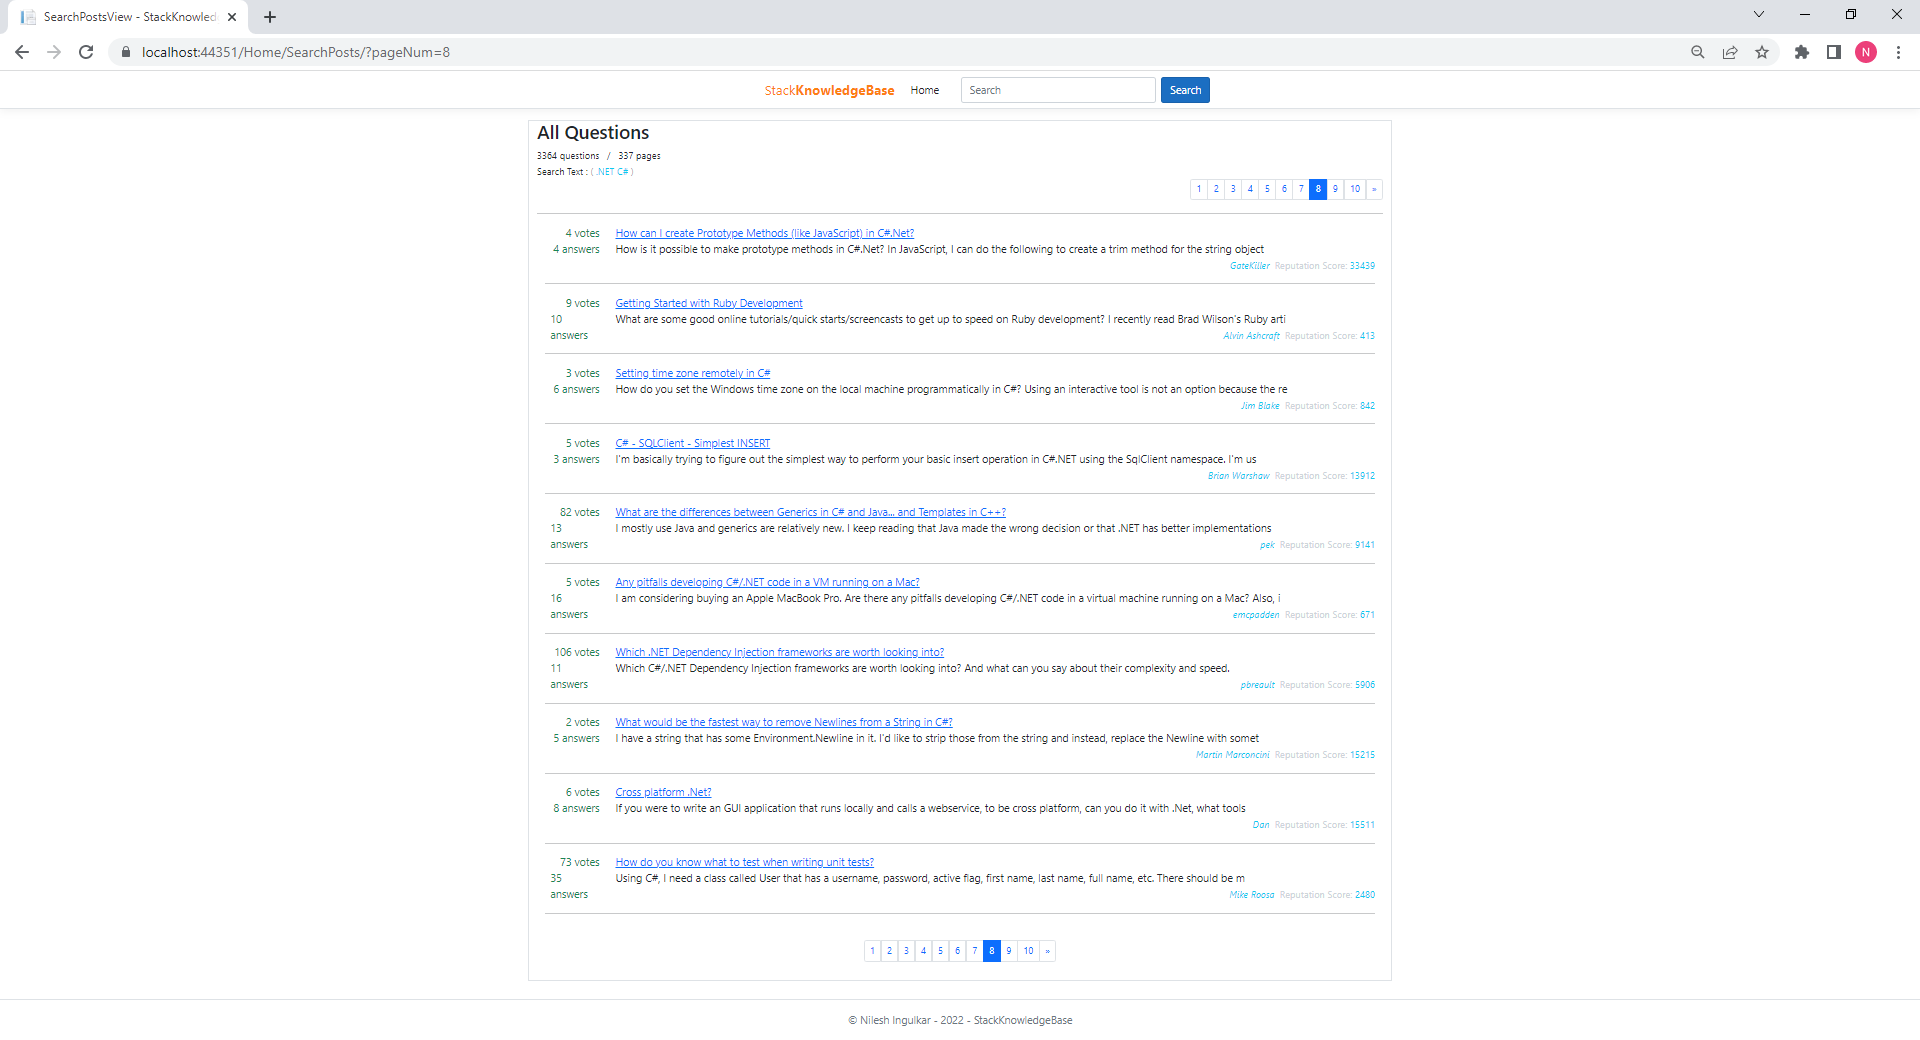 SearchPostsView - StackKnowled
localhost:44351/Home/SearchPosts/?pageNum=8
N
StackKnowledgeBase Home Search Search
All Questions
3364 questions / 337 pages
Search Text : ( .NET C# )
1 2 3 4 5 6 7 8 9 10 »
4 votes How can I create Prototype Methods (like JavaScript) in C#.Net?
4 answers How is it possible to make prototype methods in C#.Net? In JavaScript, I can do the following to create a trim method for the string object
GateKiller Reputation Score: 33439
9 votes Getting Started with Ruby Development
10 What are some good online tutorials/quick starts/screencasts to get up to speed on Ruby development? I recently read Brad Wilson's Ruby arti
answers Alvin Ashcraft Reputation Score: 413
3 votes Setting time zone remotely in C#
6 answers How do you set the Windows time zone on the local machine programmatically in C#? Using an interactive tool is not an option because the re
Jim Blake Reputation Score: 842
5 votes C# - SQLClient - Simplest INSERT
3 answers I'm basically trying to figure out the simplest way to perform your basic insert operation in C#.NET using the SqlClient namespace. I'm us
Brian Warshaw Reputation Score: 13912
82 votes What are the differences between Generics in C# and Java... and Templates in C++?
13 I mostly use Java and generics are relatively new. I keep reading that Java made the wrong decision or that .NET has better implementations
answers pek Reputation Score: 9141
5 votes Any pitfalls developing C#/.NET code in a VM running on a Mac?
16 I am considering buying an Apple MacBook Pro. Are there any pitfalls developing C#/.NET code in a virtual machine running on a Mac? Also, i
answers emcpadden Reputation Score: 671
106 votes Which .NET Dependency Injection frameworks are worth looking into?
11 Which C#/.NET Dependency Injection frameworks are worth looking into? And what can you say about their complexity and speed.
answers pbreault Reputation Score: 5906
2 votes What would be the fastest way to remove Newlines from a String in C#?
5 answers I have a string that has some Environment.Newline in it. I'd like to strip those from the string and instead, replace the Newline with somet
Martin Marconcini Reputation Score: 15215
6 votes Cross platform .Net?
8 answers If you were to write an GUI application that runs locally and calls a webservice, to be cross platform, can you do it with .Net, what tools
Dan Reputation Score: 15511
73 votes How do you know what to test when writing unit tests?
35 Using C#, I need a class called User that has a username, password, active flag, first name, last name, full name, etc. There should be m
answers Mike Roosa Reputation Score: 2480
1 2 3 4 5 6 7 8 9 10 »
© Nilesh Ingulkar - 2022 - StackKnowledgeBase